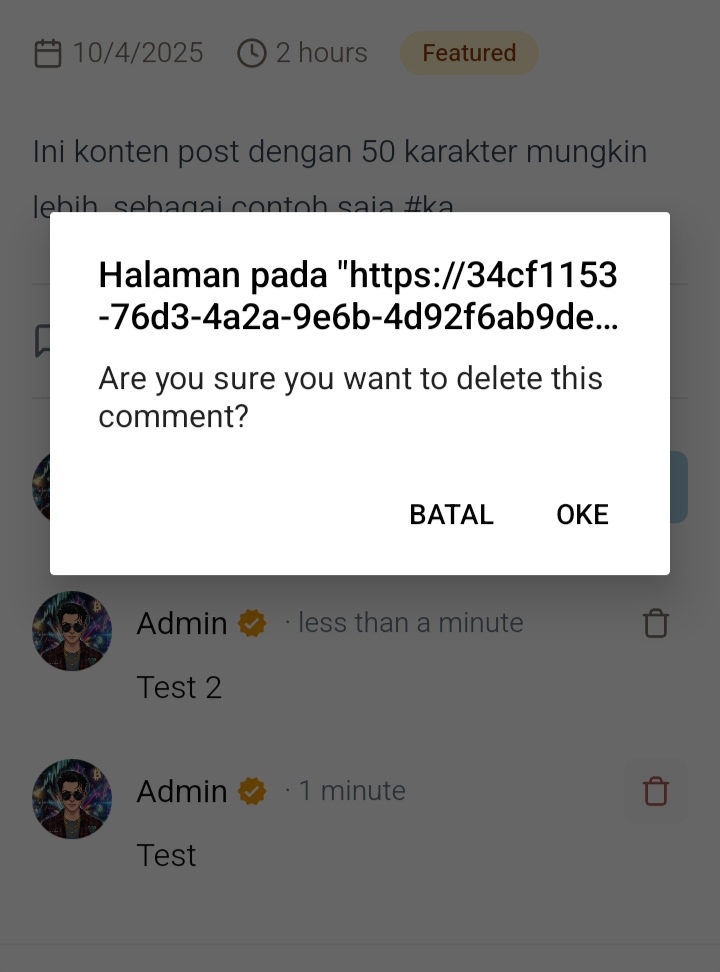 10/4/2025 2 hours Featured
Ini konten post dengan 50 karakter mungkin
lebih, sebagai contoh saja #ka
Halaman pada "https://34cf1153
-76d3-4a2a-9e6b-4d92f6ab9de...
Are you sure you want to delete this
comment?
BATAL OKE
Admin · less than a minute
Test 2
Admin · 1 minute
Test